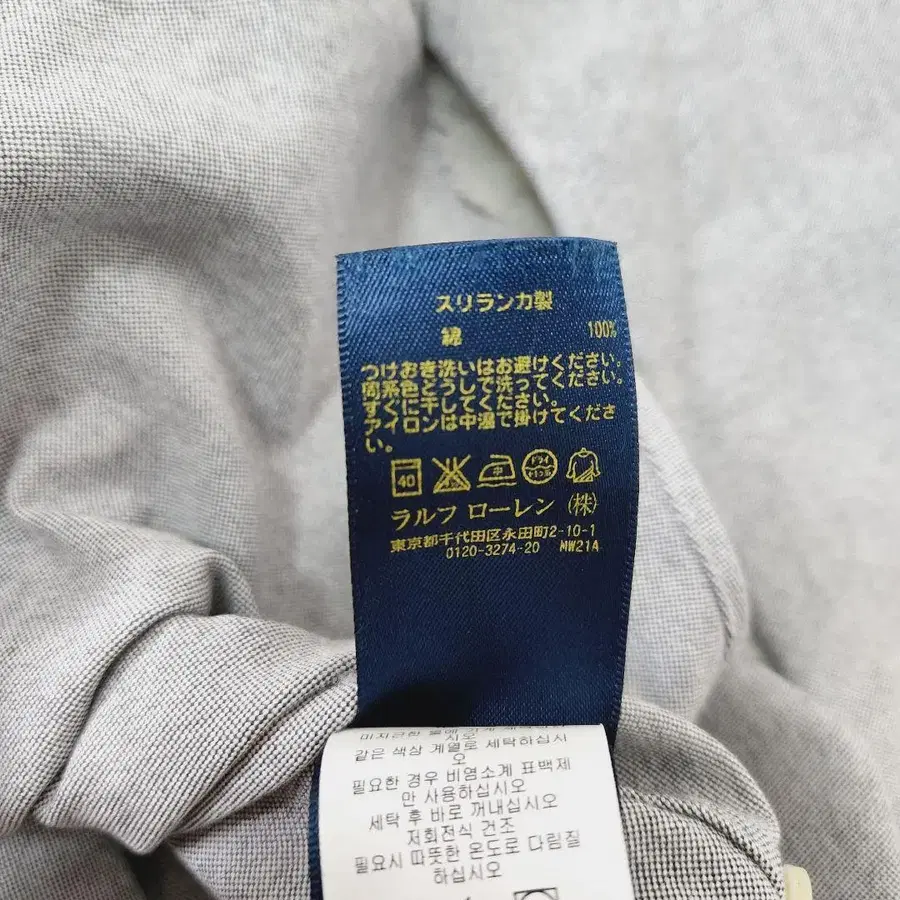 スリランカ製
綿 100%
つけおき洗いはお避けください。
同系色どうしで洗ってください。
すぐに干してください。
アイロンは中温で掛けてくださ
い。
40 中 ドライ セキユ系
ラルフ ローレン (株)
東京都千代田区永田町2-10-1
0120-3274-20 MW21A
시오
같은 색상 계열로 세탁하십시
오
필요한 경우 비염소계 표백제
만 사용하십시오
세탁 후 바로 꺼내십시오
저회전식 건조
필요시 따뜻한 온도로 다림질
하십시오